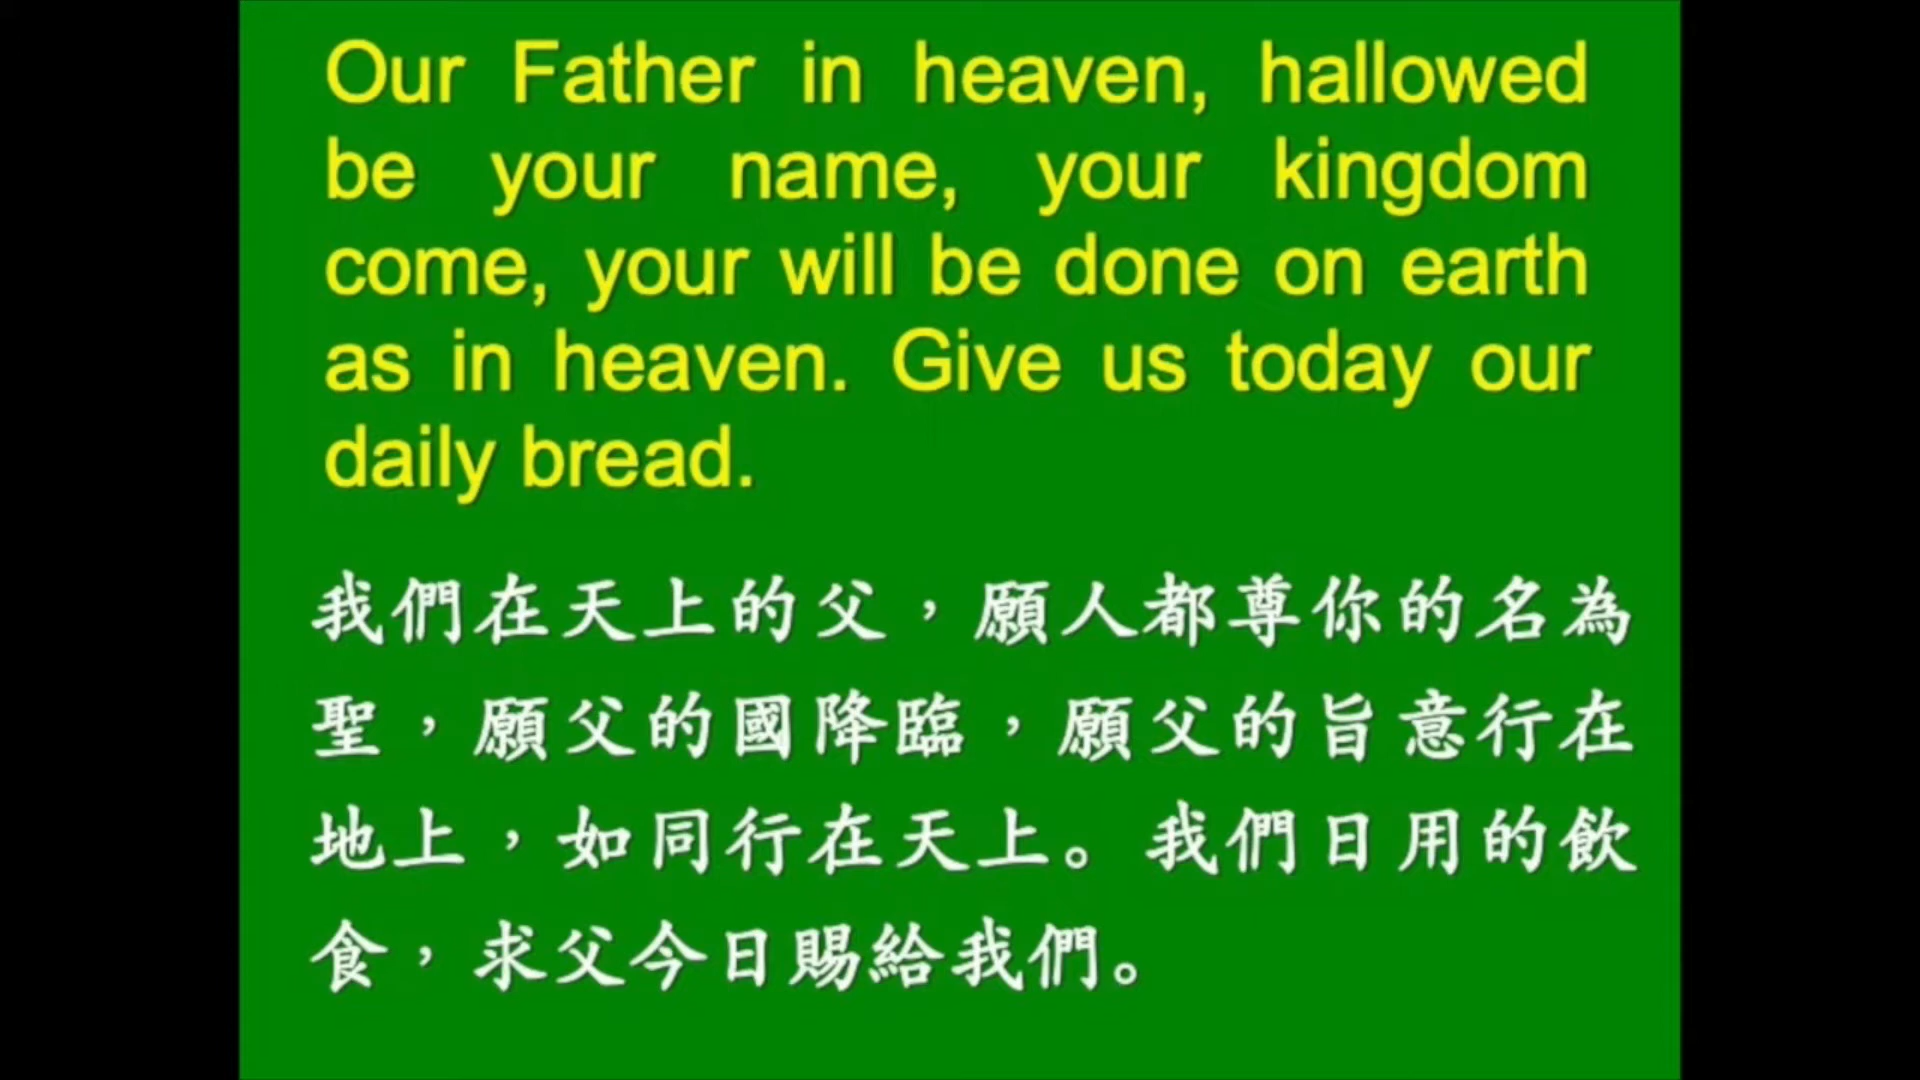 Our Father in heaven, hallowed
be your name, your kingdom
come, your will be done on earth
as in heaven. Give us today our
daily bread.
我們在天上的父，願人都尊你的名為
聖，願父的國降臨，願父的旨意行在
地上，如同行在天上。我們日用的飲
食，求父今日賜給我們。